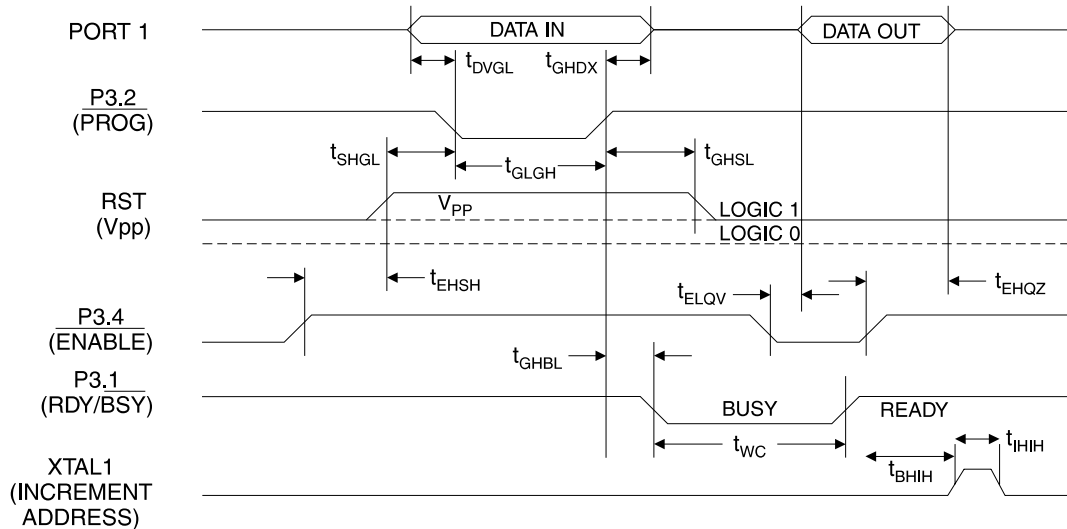 PORT 1
DATA IN
DATA OUT
tDVGL
tGHDX
P3.2
(PROG)
tSHGL
tGLGH
tGHSL
RST
(Vpp)
VPP
LOGIC 1
LOGIC 0
tEHSH
tELQV
tEHQZ
P3.4
(ENABLE)
tGHBL
P3.1
(RDY/BSY)
BUSY
READY
tWC
tIHIH
tBHIH
XTAL1
(INCREMENT
ADDRESS)